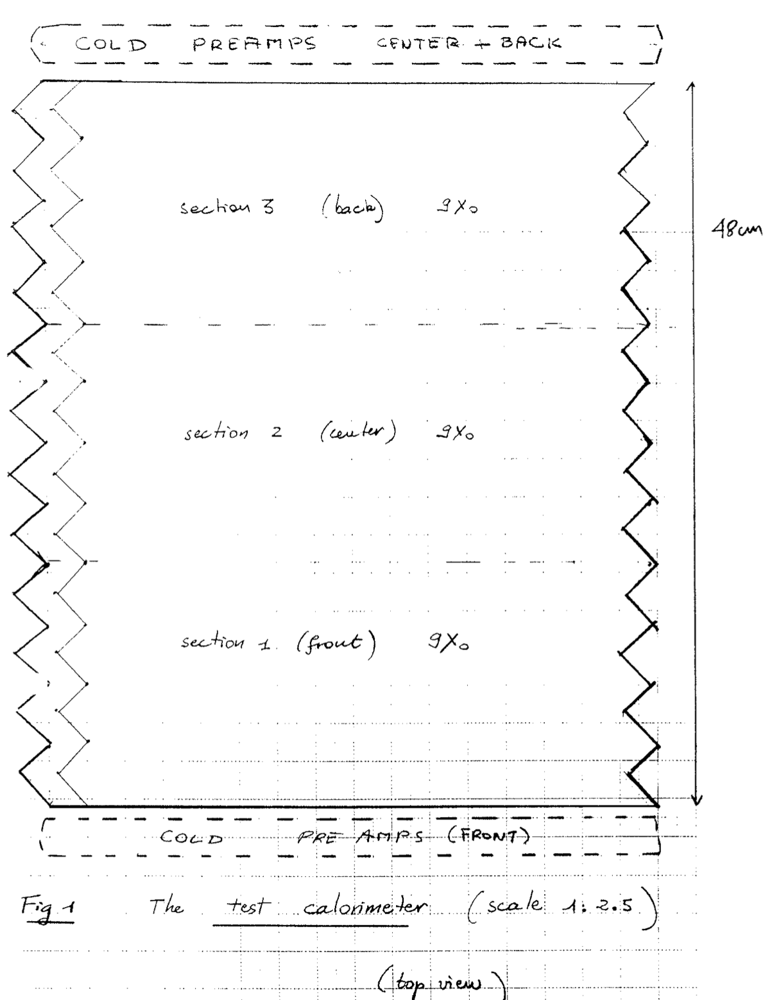 COLD PREAMPS CENTER + BACK
section 3 (back) 9X₀
48cm
section 2 (center) 9X₀
section 1. (front) 9X₀
COLD PRE AMPS (FRONT)
Fig 1 The test calorimeter (scale 1:2.5)
(top view)